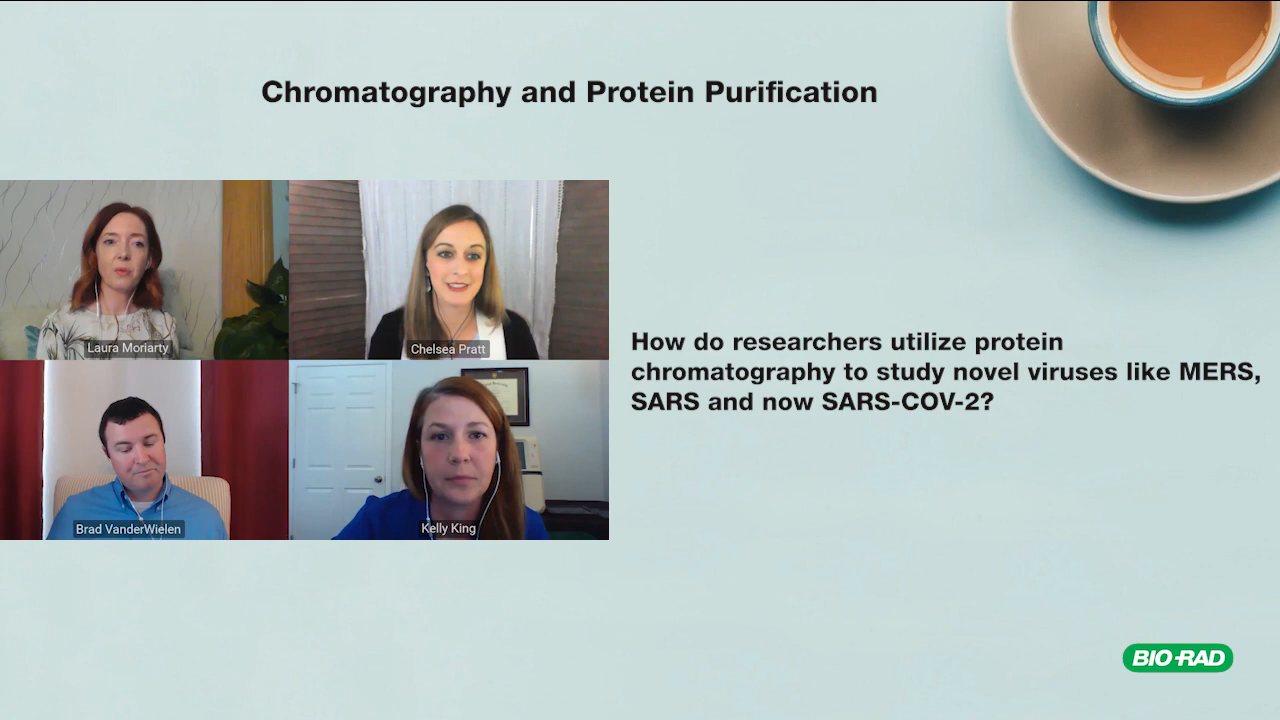 Chromatography and Protein Purification
Laura Moriarty
Chelsea Pratt
Brad VanderWielen
Kelly King
How do researchers utilize protein
chromatography to study novel viruses like MERS,
SARS and now SARS-COV-2?
BIO-RAD